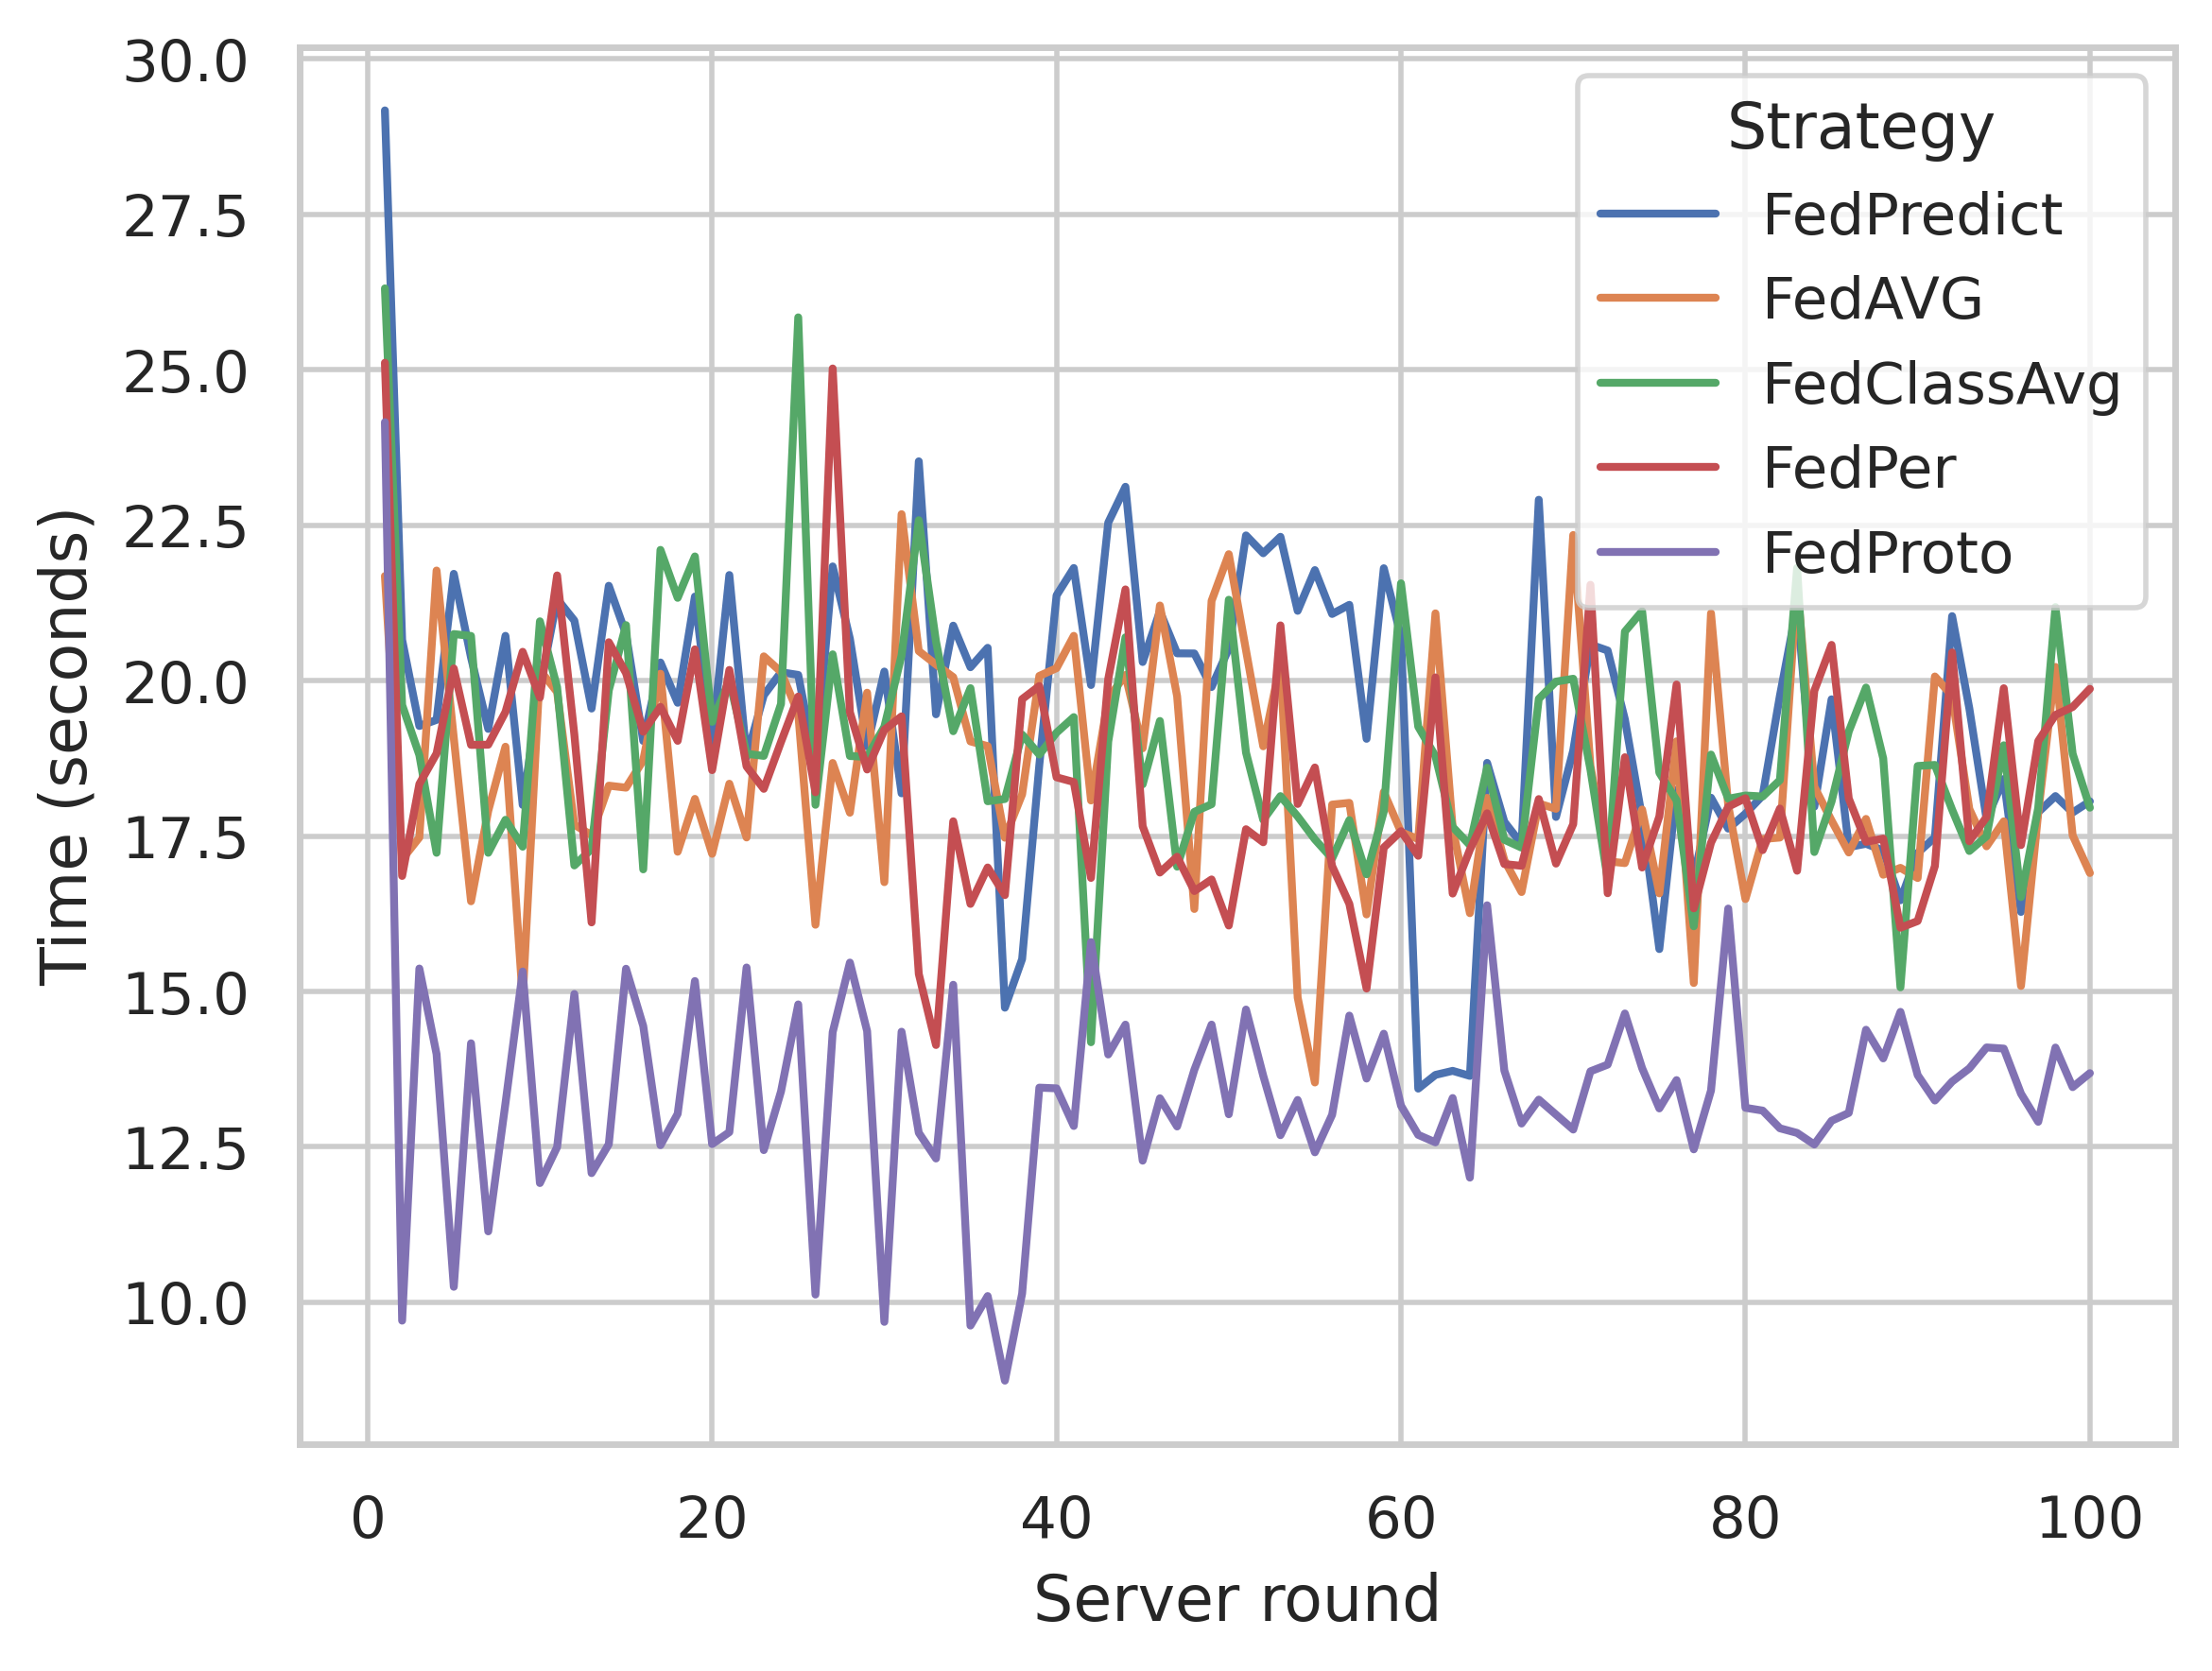 30.0
27.5
25.0
22.5
20.0
17.5
15.0
12.5
10.0
Time (seconds)
Strategy
FedPredict
FedAVG
FedClassAvg
FedPer
FedProto
0 20 40 60 80 100
Server round